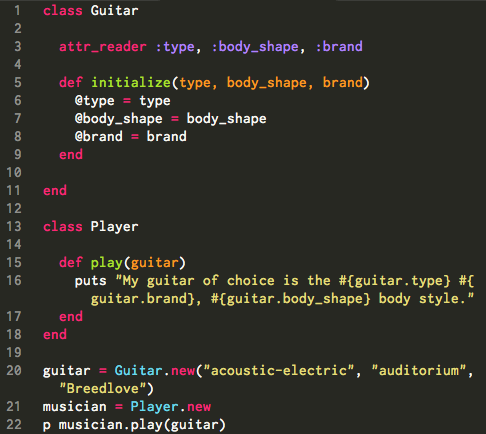 1 class Guitar
2
3   attr_reader :type, :body_shape, :brand
4
5   def initialize(type, body_shape, brand)
6     @type = type
7     @body_shape = body_shape
8     @brand = brand
9   end
10
11 end
12
13 class Player
14
15   def play(guitar)
16     puts "My guitar of choice is the #{guitar.type} #{
guitar.brand}, #{guitar.body_shape} body style."
17   end
18 end
19
20 guitar = Guitar.new("acoustic-electric", "auditorium",
"Breedlove")
21 musician = Player.new
22 p musician.play(guitar)